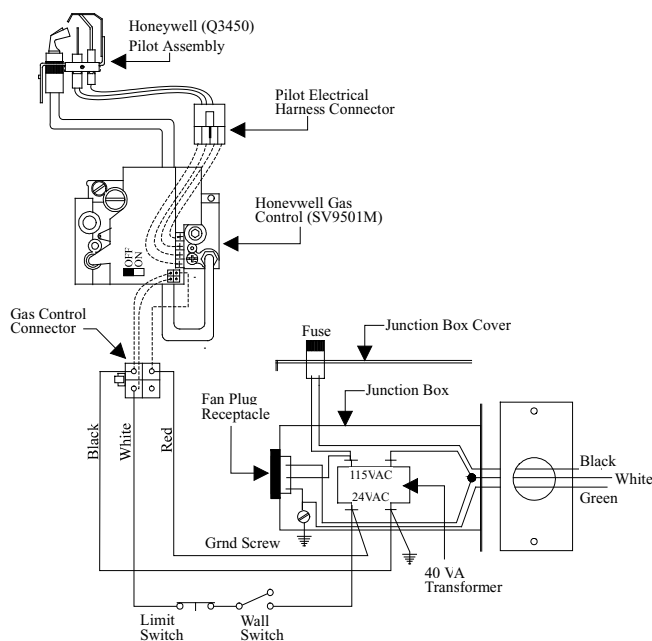 Honeywell (Q3450)
Pilot Assembly
Pilot Electrical
Harness Connector
Honevwell Gas
Control (SV9501M)
OFF
ON
Gas Control
Connector
Fuse
Junction Box Cover
Fan Plug
Receptacle
Junction Box
Black
White
Red
115VAC
24VAC
Black
White
Green
Grnd Screw
40 VA
Transformer
Limit
Switch
Wall
Switch